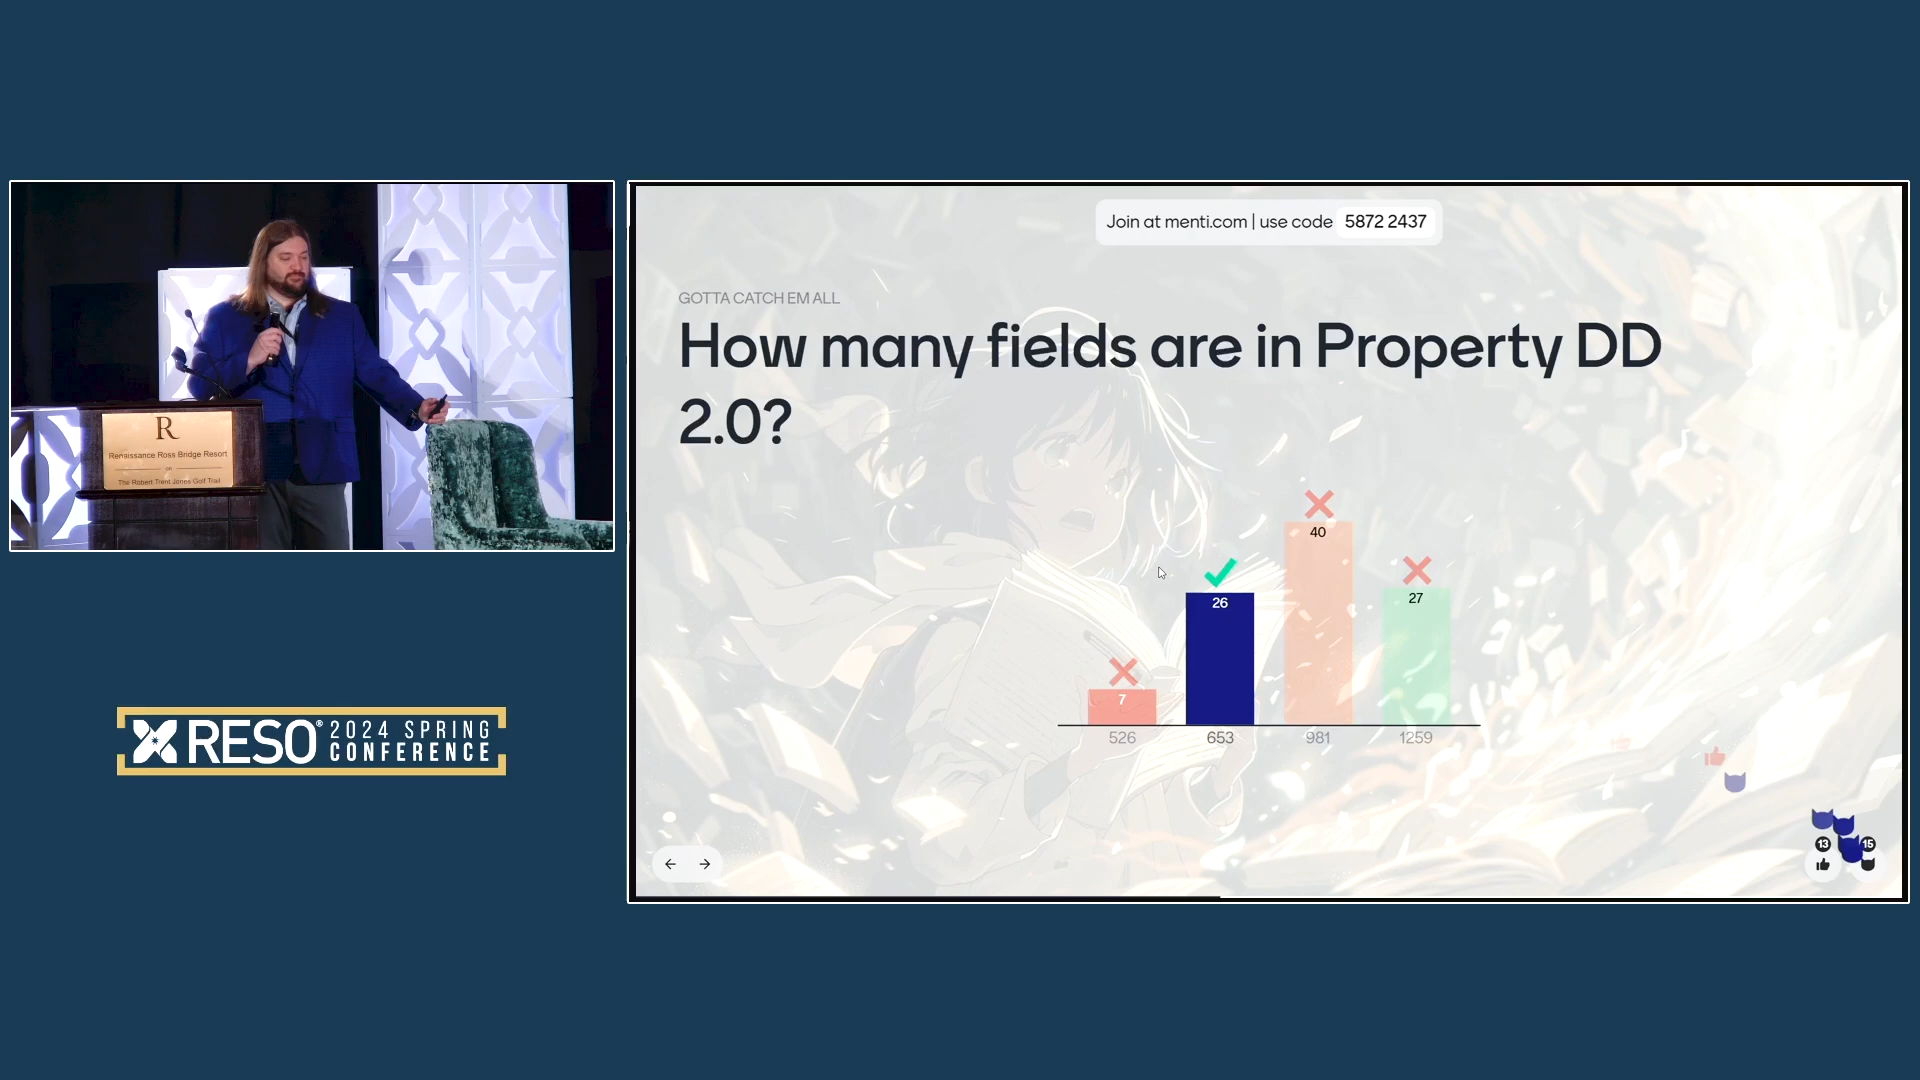 R
Renaissance Ross Bridge Resort
on
The Robert Trent Jones Golf Trail
RESO® 2024 SPRING
CONFERENCE
Join at menti.com | use code 5872 2437
GOTTA CATCH EM ALL
How many fields are in Property DD
2.0?
7
26
40
27
526
653
981
1259
13
15